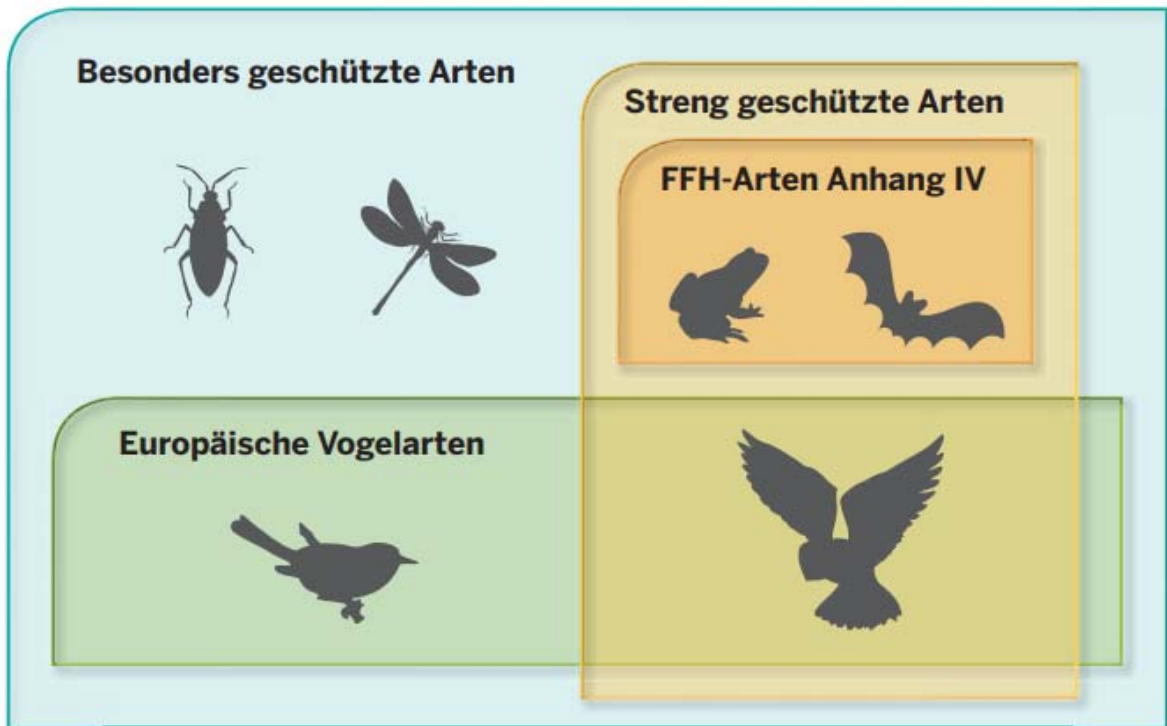 Besonders geschützte Arten
Streng geschützte Arten
FFH-Arten Anhang IV
Europäische Vogelarten